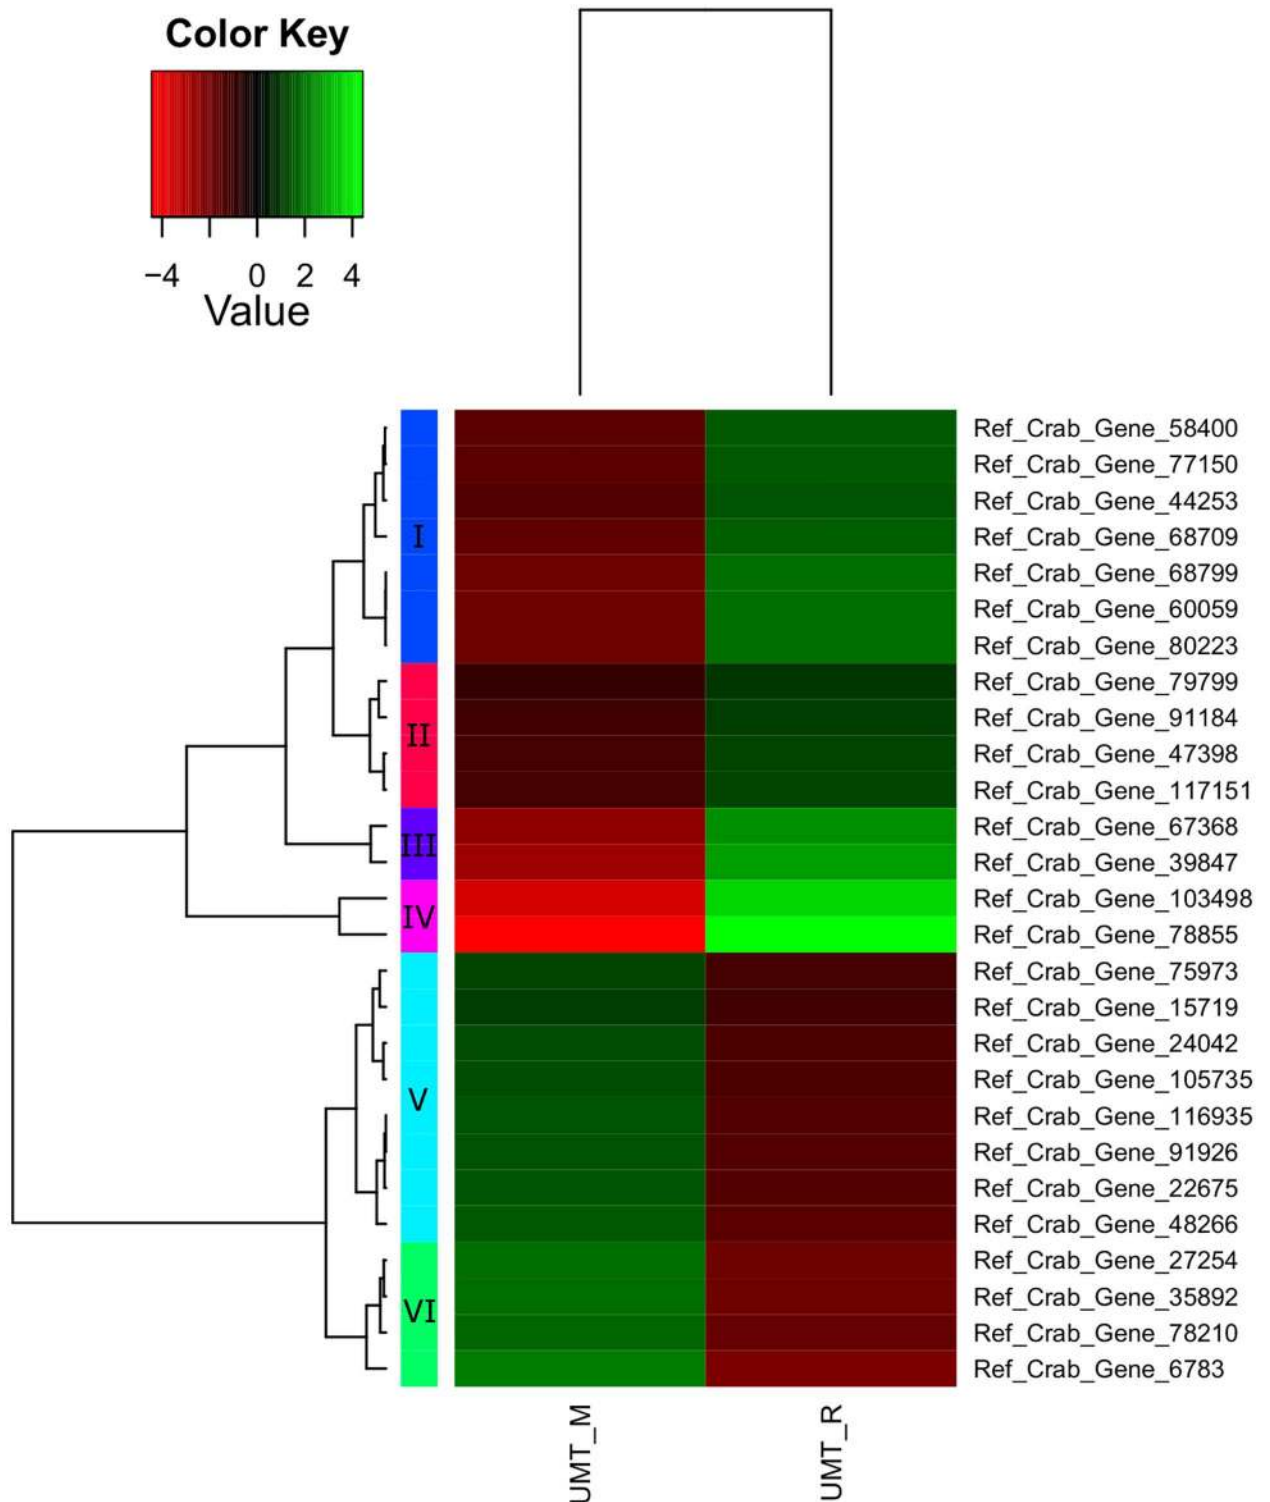 Color Key
−4 0 2 4
Value
I
II
III
IV
V
VI
Ref_Crab_Gene_58400
Ref_Crab_Gene_77150
Ref_Crab_Gene_44253
Ref_Crab_Gene_68709
Ref_Crab_Gene_68799
Ref_Crab_Gene_60059
Ref_Crab_Gene_80223
Ref_Crab_Gene_79799
Ref_Crab_Gene_91184
Ref_Crab_Gene_47398
Ref_Crab_Gene_117151
Ref_Crab_Gene_67368
Ref_Crab_Gene_39847
Ref_Crab_Gene_103498
Ref_Crab_Gene_78855
Ref_Crab_Gene_75973
Ref_Crab_Gene_15719
Ref_Crab_Gene_24042
Ref_Crab_Gene_105735
Ref_Crab_Gene_116935
Ref_Crab_Gene_91926
Ref_Crab_Gene_22675
Ref_Crab_Gene_48266
Ref_Crab_Gene_27254
Ref_Crab_Gene_35892
Ref_Crab_Gene_78210
Ref_Crab_Gene_6783
UMT_M
UMT_R